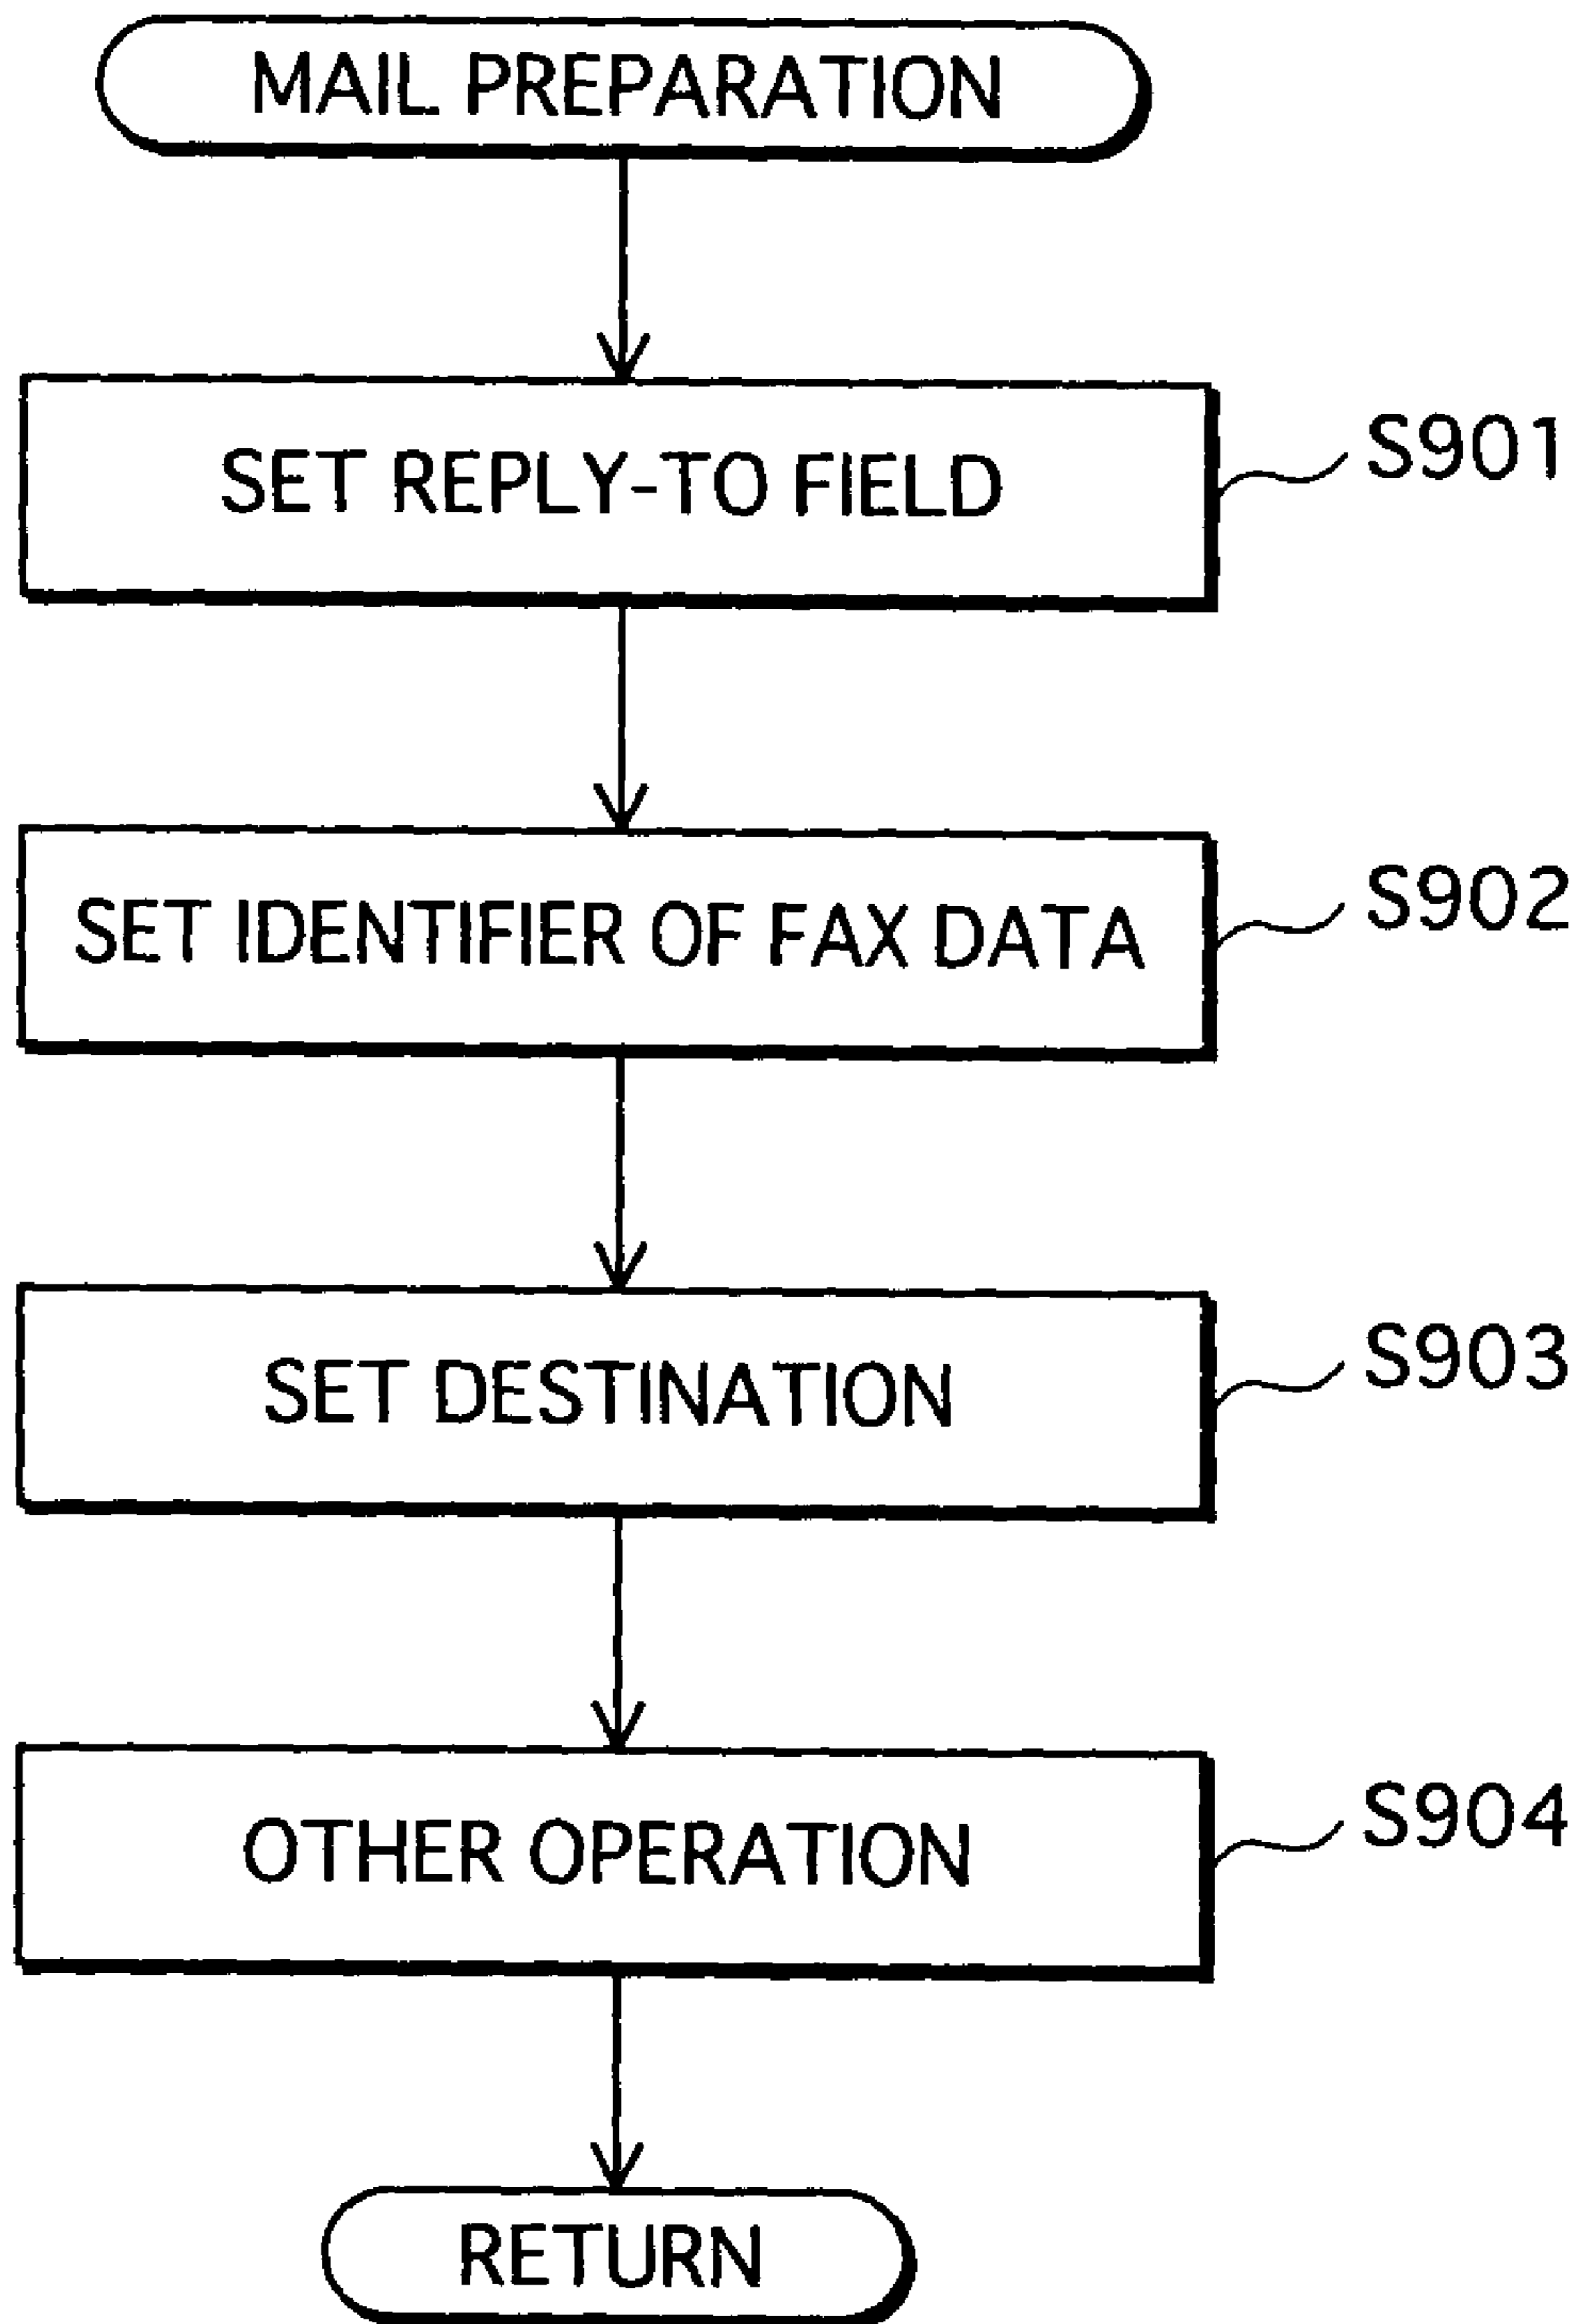 MAIL PREPARATION
SET REPLY-TO FIELD
S901
SET IDENTIFIER OF FAX DATA
S902
SET DESTINATION
S903
OTHER OPERATION
S904
RETURN